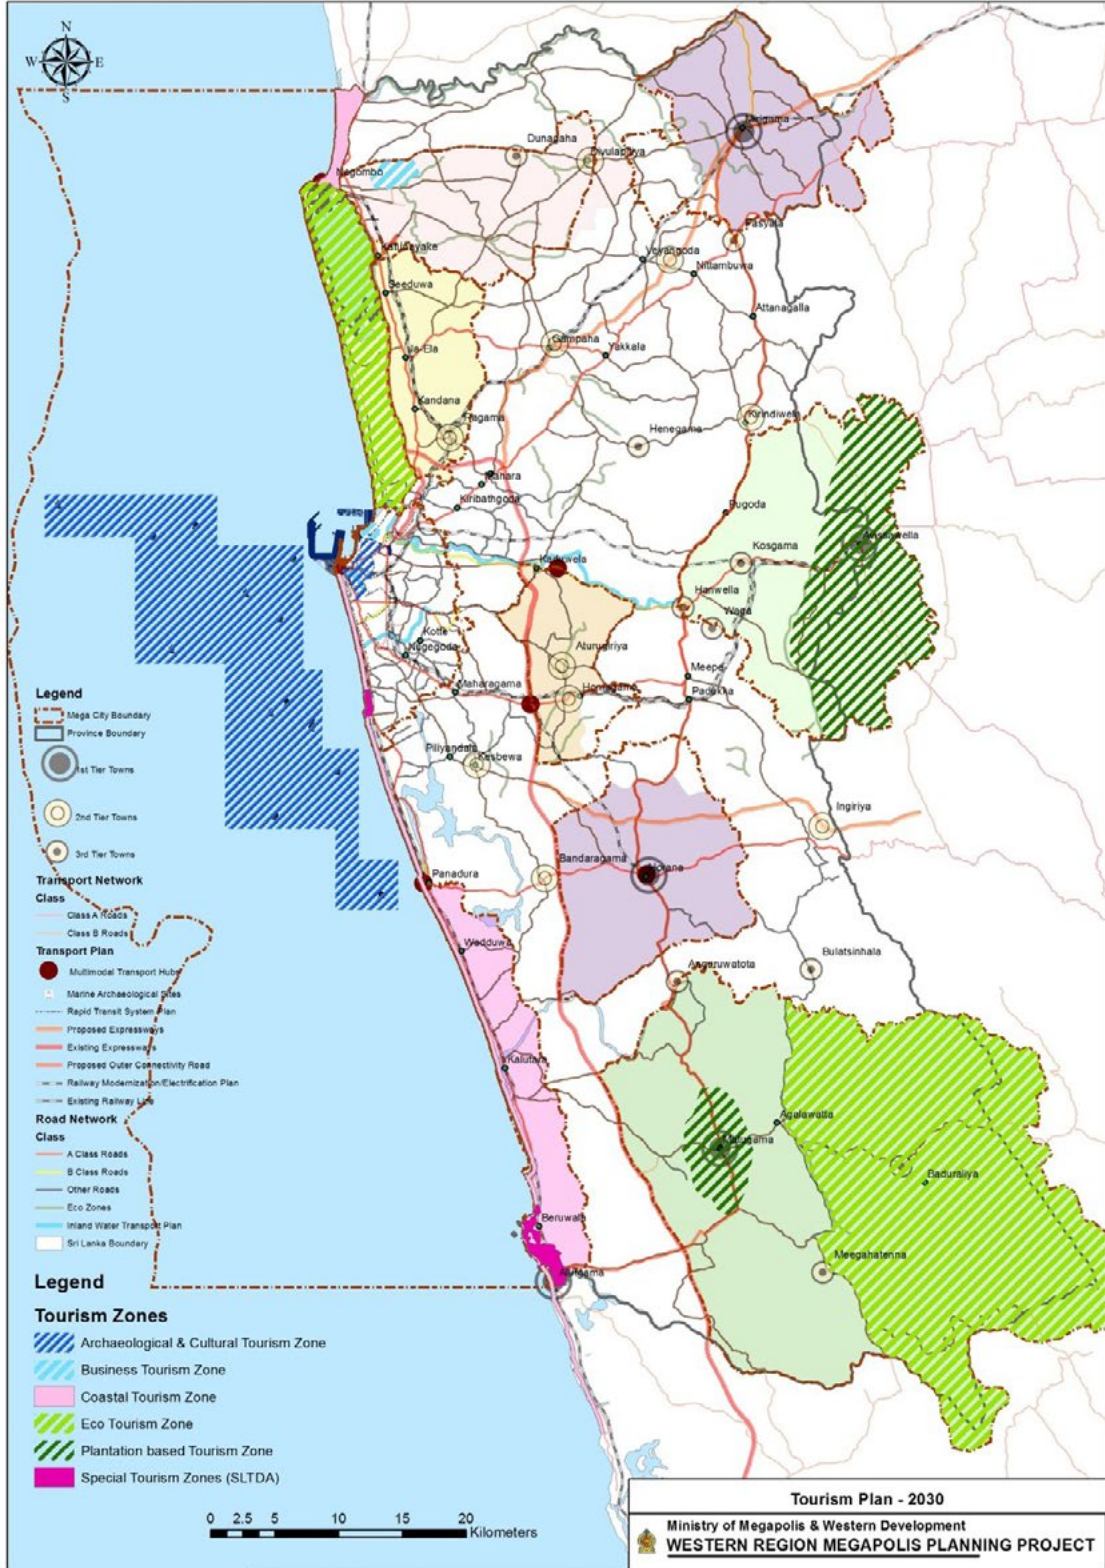 N
W E
S
Dunagaha
Divulapitiya
Mirigama
Negombo
Pasyala
Katunayake
Veyangoda
Nittambuwa
Seeduwa
Attanagalla
Gampaha
Ja-Ela
Yakkala
Kandana
Ragama
Kirindiwela
Henegama
Mahara
Kiribathgoda
Pugoda
Avissawella
Kosgama
Kaduwela
Hanwella
Waga
Kotte
Nugegoda
Aturugiriya
Meepe
Maharagama
Homagama
Padukka
Piliyandala
Kesbewa
Ingiriya
Bandaragama
Horana
Panadura
Wadduwa
Bulatsinhala
Anguruwatota
Kalutara
Agalawatta
Matugama
Baduraliya
Beruwala
Meegahatenna
Aluthgama
Legend
Mega City Boundary
Province Boundary
1st Tier Towns
2nd Tier Towns
3rd Tier Towns
Transport Network
Class
Class A Roads
Class B Roads
Transport Plan
Multimodal Transport Hubs
Marine Archaeological Sites
Rapid Transit System Plan
Proposed Expressways
Existing Expressways
Proposed Outer Connectivity Road
Railway Modernization/Electrification Plan
Existing Railway Line
Road Network
Class
A Class Roads
B Class Roads
Other Roads
Eco Zones
Inland Water Transport Plan
Sri Lanka Boundary
Legend
Tourism Zones
Archaeological & Cultural Tourism Zone
Business Tourism Zone
Coastal Tourism Zone
Eco Tourism Zone
Plantation based Tourism Zone
Special Tourism Zones (SLTDA)
0 2.5 5 10 15 20
Kilometers
Tourism Plan - 2030
Ministry of Megapolis & Western Development
WESTERN REGION MEGAPOLIS PLANNING PROJECT